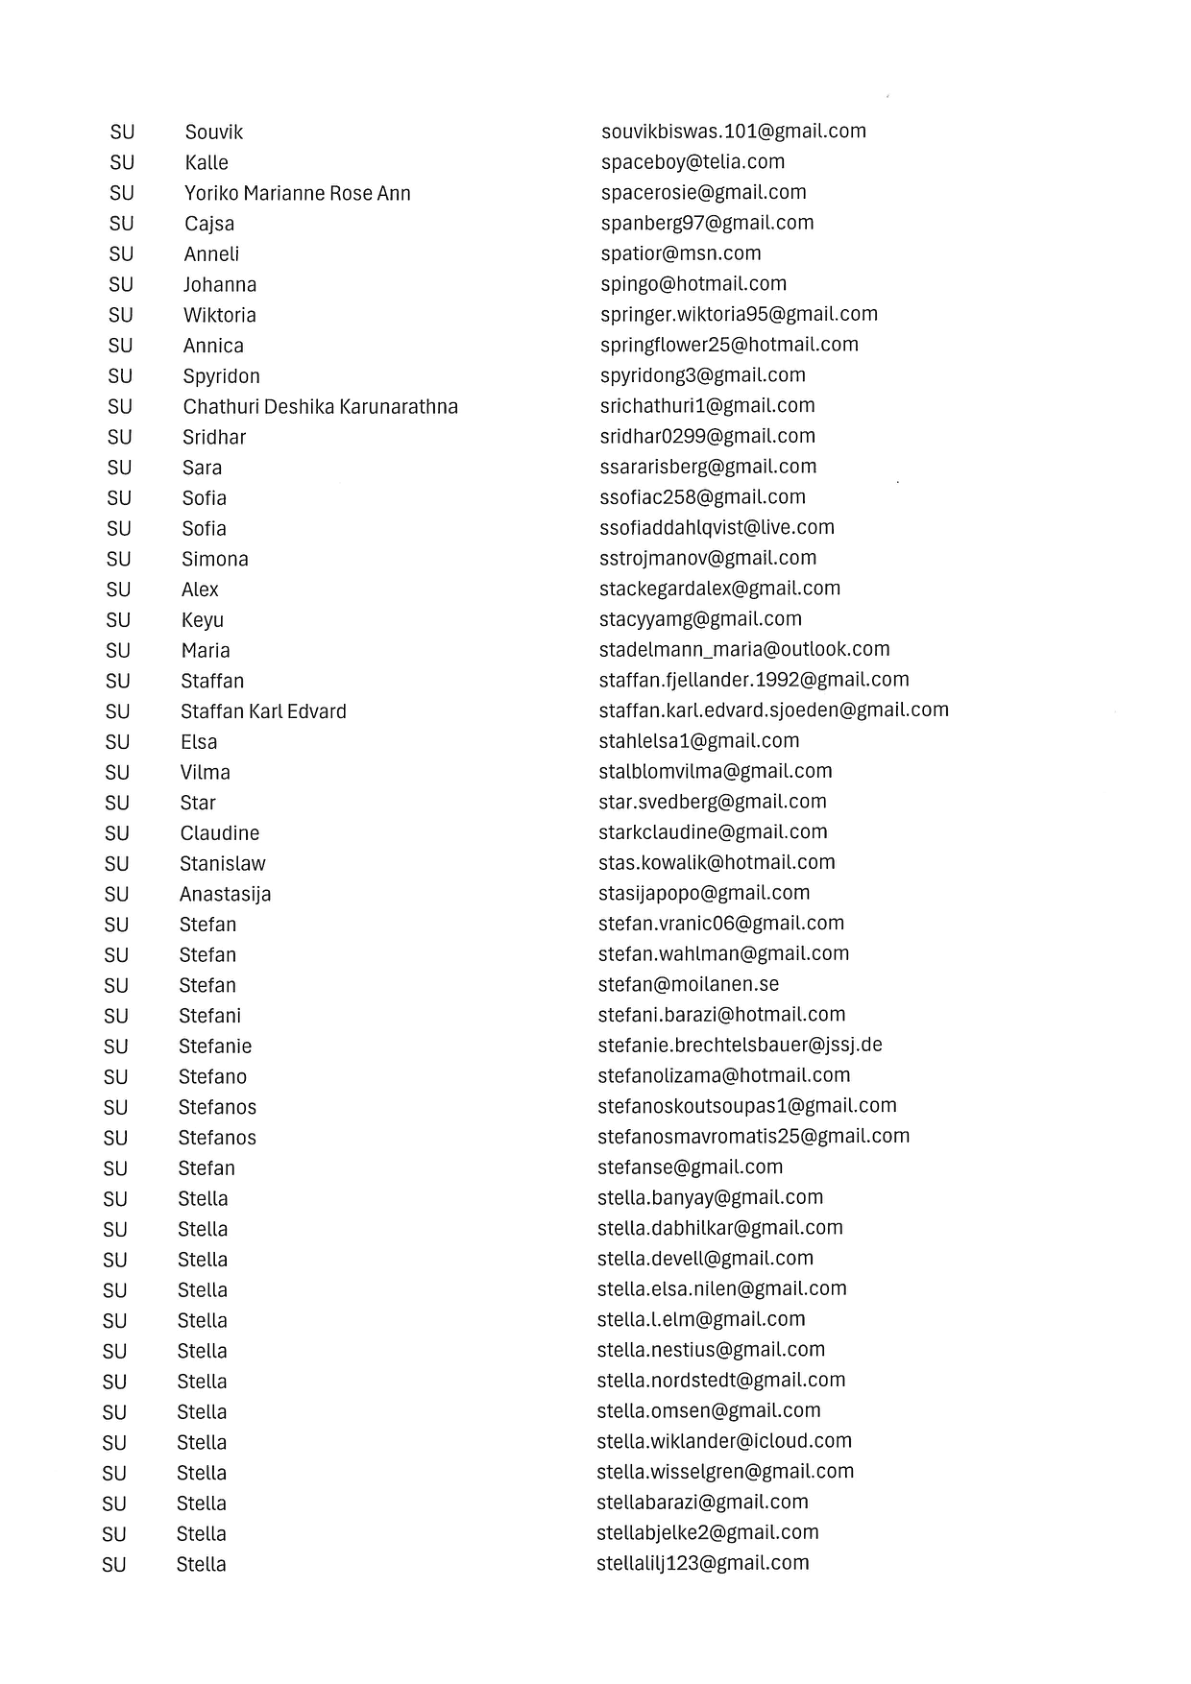 SU Souvik souvikbiswas.101@gmail.com
SU Kalle spaceboy@telia.com
SU Yoriko Marianne Rose Ann spacerosie@gmail.com
SU Cajsa spanberg97@gmail.com
SU Anneli spatior@msn.com
SU Johanna spingo@hotmail.com
SU Wiktoria springer.wiktoria95@gmail.com
SU Annica springflower25@hotmail.com
SU Spyridon spyridong3@gmail.com
SU Chathuri Deshika Karunarathna srichathuri1@gmail.com
SU Sridhar sridhar0299@gmail.com
SU Sara ssararisberg@gmail.com
SU Sofia ssofiac258@gmail.com
SU Sofia ssofiaddahlqvist@live.com
SU Simona sstrojmanov@gmail.com
SU Alex stackegardalex@gmail.com
SU Keyu stacyyamg@gmail.com
SU Maria stadelmann_maria@outlook.com
SU Staffan staffan.fjellander.1992@gmail.com
SU Staffan Karl Edvard staffan.karl.edvard.sjoeden@gmail.com
SU Elsa stahlelsa1@gmail.com
SU Vilma stalblomvilma@gmail.com
SU Star star.svedberg@gmail.com
SU Claudine starkclaudine@gmail.com
SU Stanislaw stas.kowalik@hotmail.com
SU Anastasija stasijapopo@gmail.com
SU Stefan stefan.vranic06@gmail.com
SU Stefan stefan.wahlman@gmail.com
SU Stefan stefan@moilanen.se
SU Stefani stefani.barazi@hotmail.com
SU Stefanie stefanie.brechtelsbauer@jssj.de
SU Stefano stefanolizama@hotmail.com
SU Stefanos stefanoskoutsoupas1@gmail.com
SU Stefanos stefanosmavromatis25@gmail.com
SU Stefan stefanse@gmail.com
SU Stella stella.banyay@gmail.com
SU Stella stella.dabhilkar@gmail.com
SU Stella stella.devell@gmail.com
SU Stella stella.elsa.nilen@gmail.com
SU Stella stella.l.elm@gmail.com
SU Stella stella.nestius@gmail.com
SU Stella stella.nordstedt@gmail.com
SU Stella stella.omsen@gmail.com
SU Stella stella.wiklander@icloud.com
SU Stella stella.wisselgren@gmail.com
SU Stella stellabarazi@gmail.com
SU Stella stellabjelke2@gmail.com
SU Stella stellalilj123@gmail.com